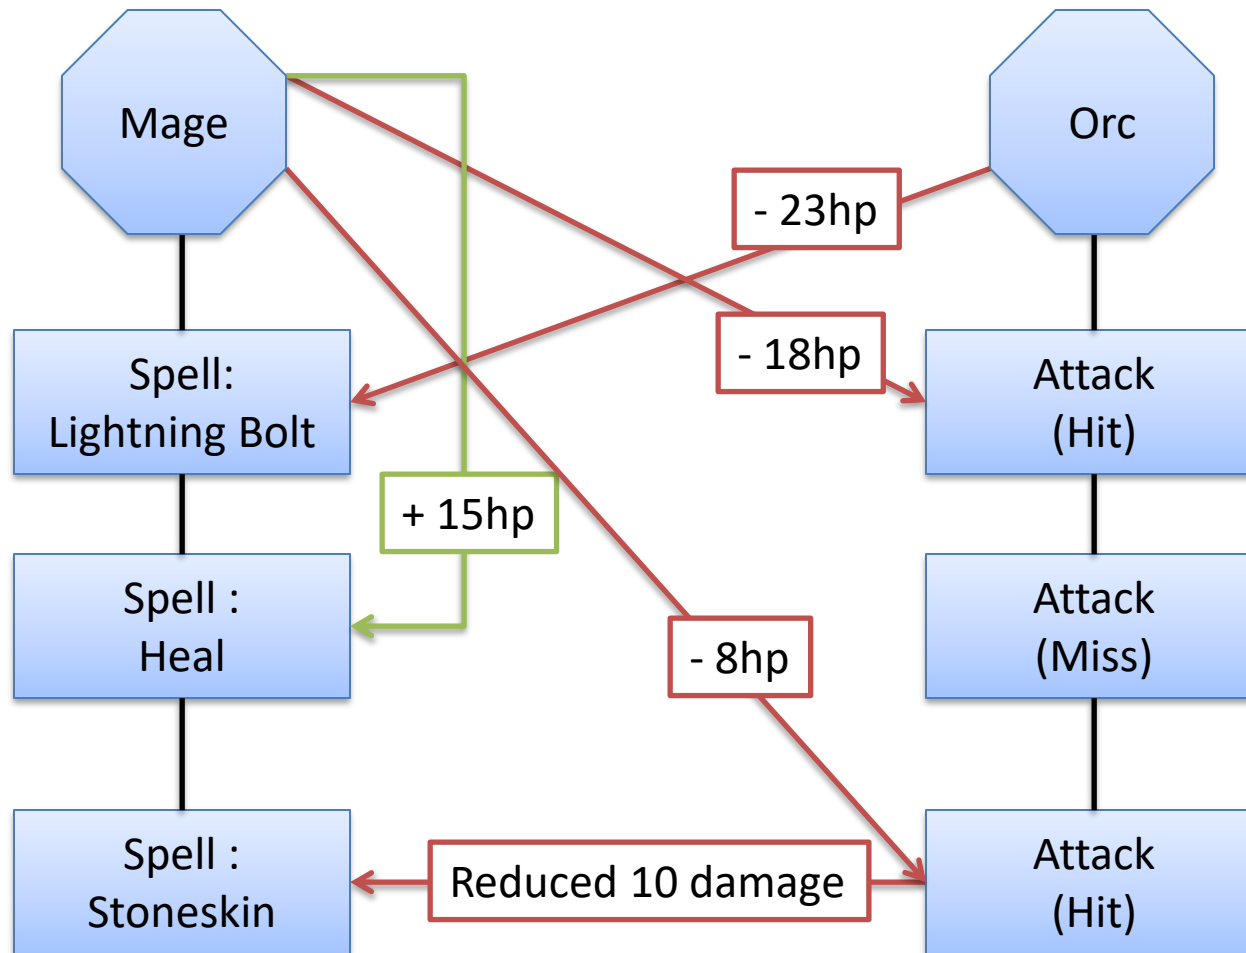 Mage
Orc
- 23hp
- 18hp
Spell:
Lightning Bolt
Attack
(Hit)
+ 15hp
Spell :
Heal
Attack
(Miss)
- 8hp
Spell :
Stoneskin
Reduced 10 damage
Attack
(Hit)